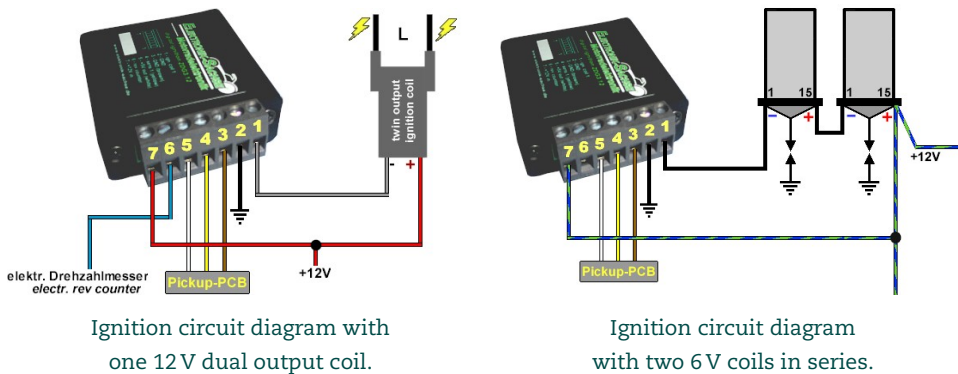 L
twin output
ignition coil
- +
7 6 5 4 3 2 1
+12V
elektr. Drehzahlmesser
electr. rev counter
Pickup-PCB
Ignition circuit diagram with
one 12 V dual output coil.
1 15 1 15
- + - +
+12V
7 6 5 4 3 2 1
Pickup-PCB
Ignition circuit diagram
with two 6 V coils in series.